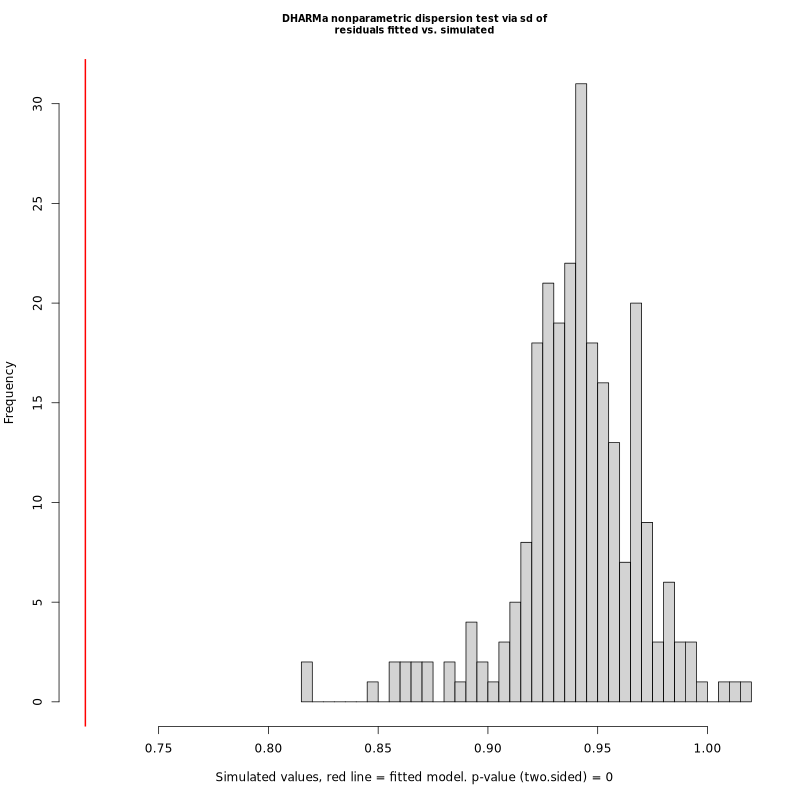 DHARMa nonparametric dispersion test via sd of
residuals fitted vs. simulated
Frequency
30
25
20
15
10
5
0
0.75 0.80 0.85 0.90 0.95 1.00
Simulated values, red line = fitted model. p-value (two.sided) = 0